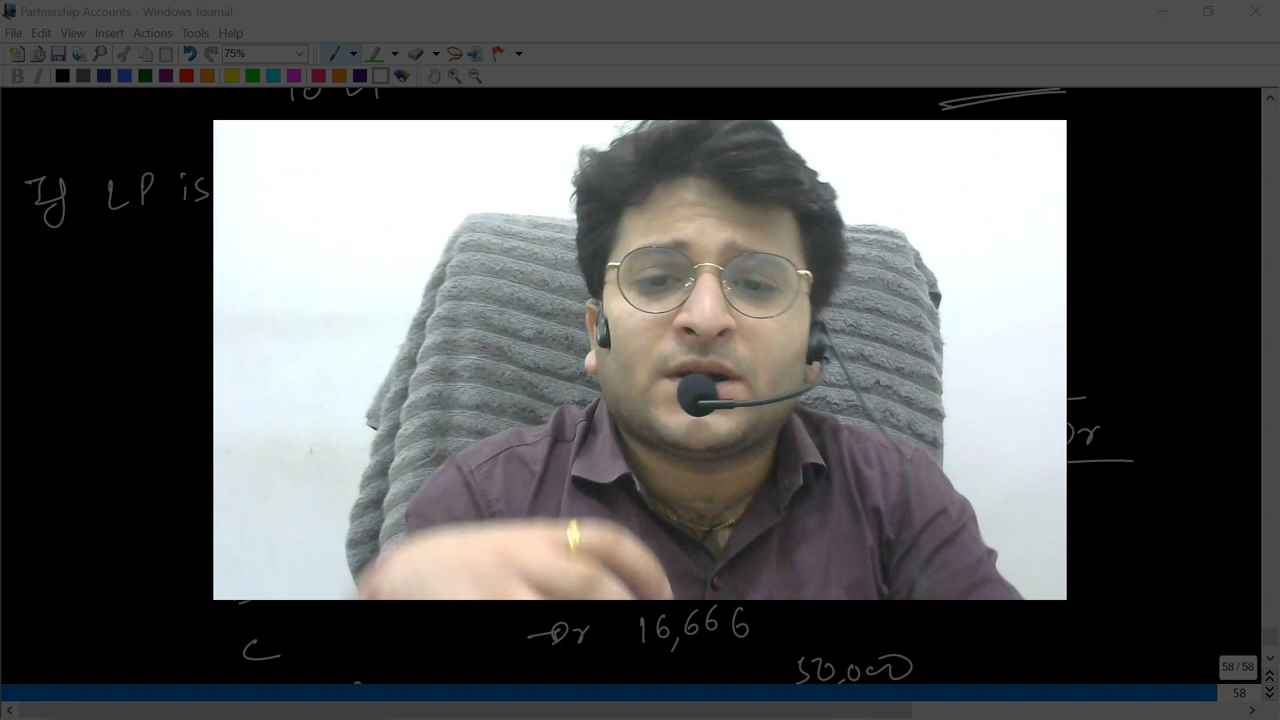 Partnership Accounts - Windows Journal
File Edit View Insert Actions Tools Help
75%
B I
If LP is
Dr
C
Dr 16,666
50,000
58 / 58
58